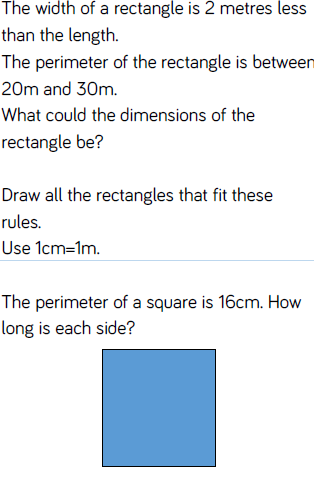 The width of a rectangle is 2 metres less
than the length.
The perimeter of the rectangle is between
20m and 30m.
What could the dimensions of the
rectangle be?
Draw all the rectangles that fit these
rules.
Use 1cm=1m.
The perimeter of a square is 16cm. How
long is each side?